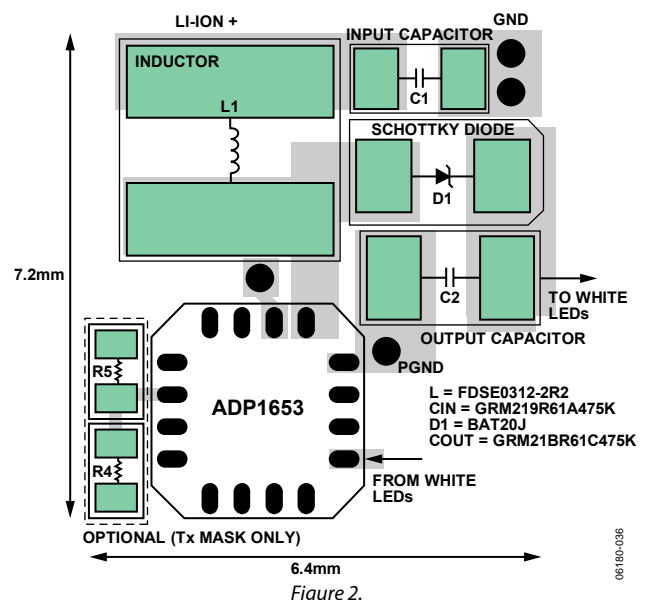 LI-ION +
GND
INPUT CAPACITOR
INDUCTOR
C1
L1
SCHOTTKY DIODE
D1
7.2mm
C2
TO WHITE
LEDs
OUTPUT CAPACITOR
PGND
R5
ADP1653
L = FDSE0312-2R2
CIN = GRM219R61A475K
D1 = BAT20J
COUT = GRM21BR61C475K
R4
FROM WHITE
LEDs
OPTIONAL (Tx MASK ONLY)
6.4mm
06180-036
Figure 2.